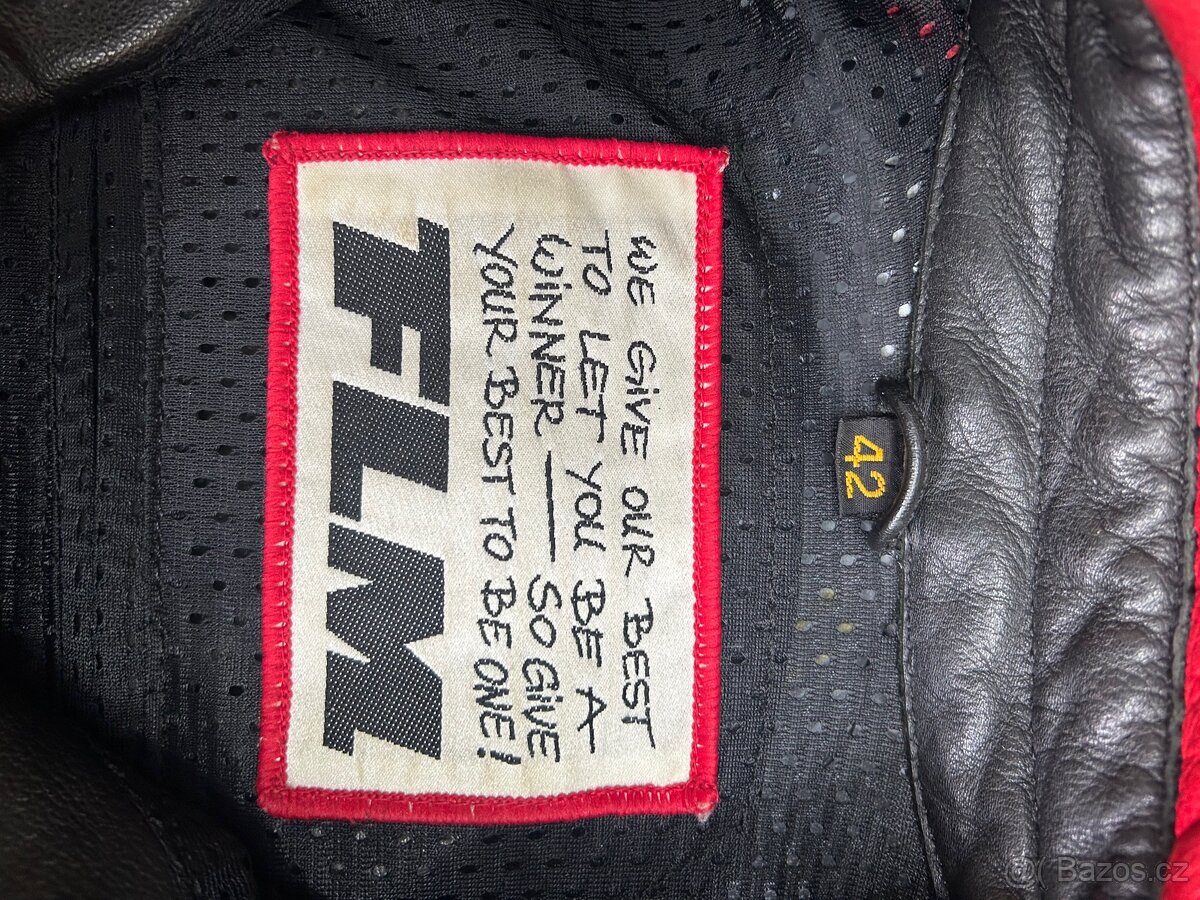 WE GiVE OUR BEST
TO LET YOU BE A
WiNNER — SO GiVE
YOUR BEST TO BE ONE!
FLM
42
@ Bazos.cz